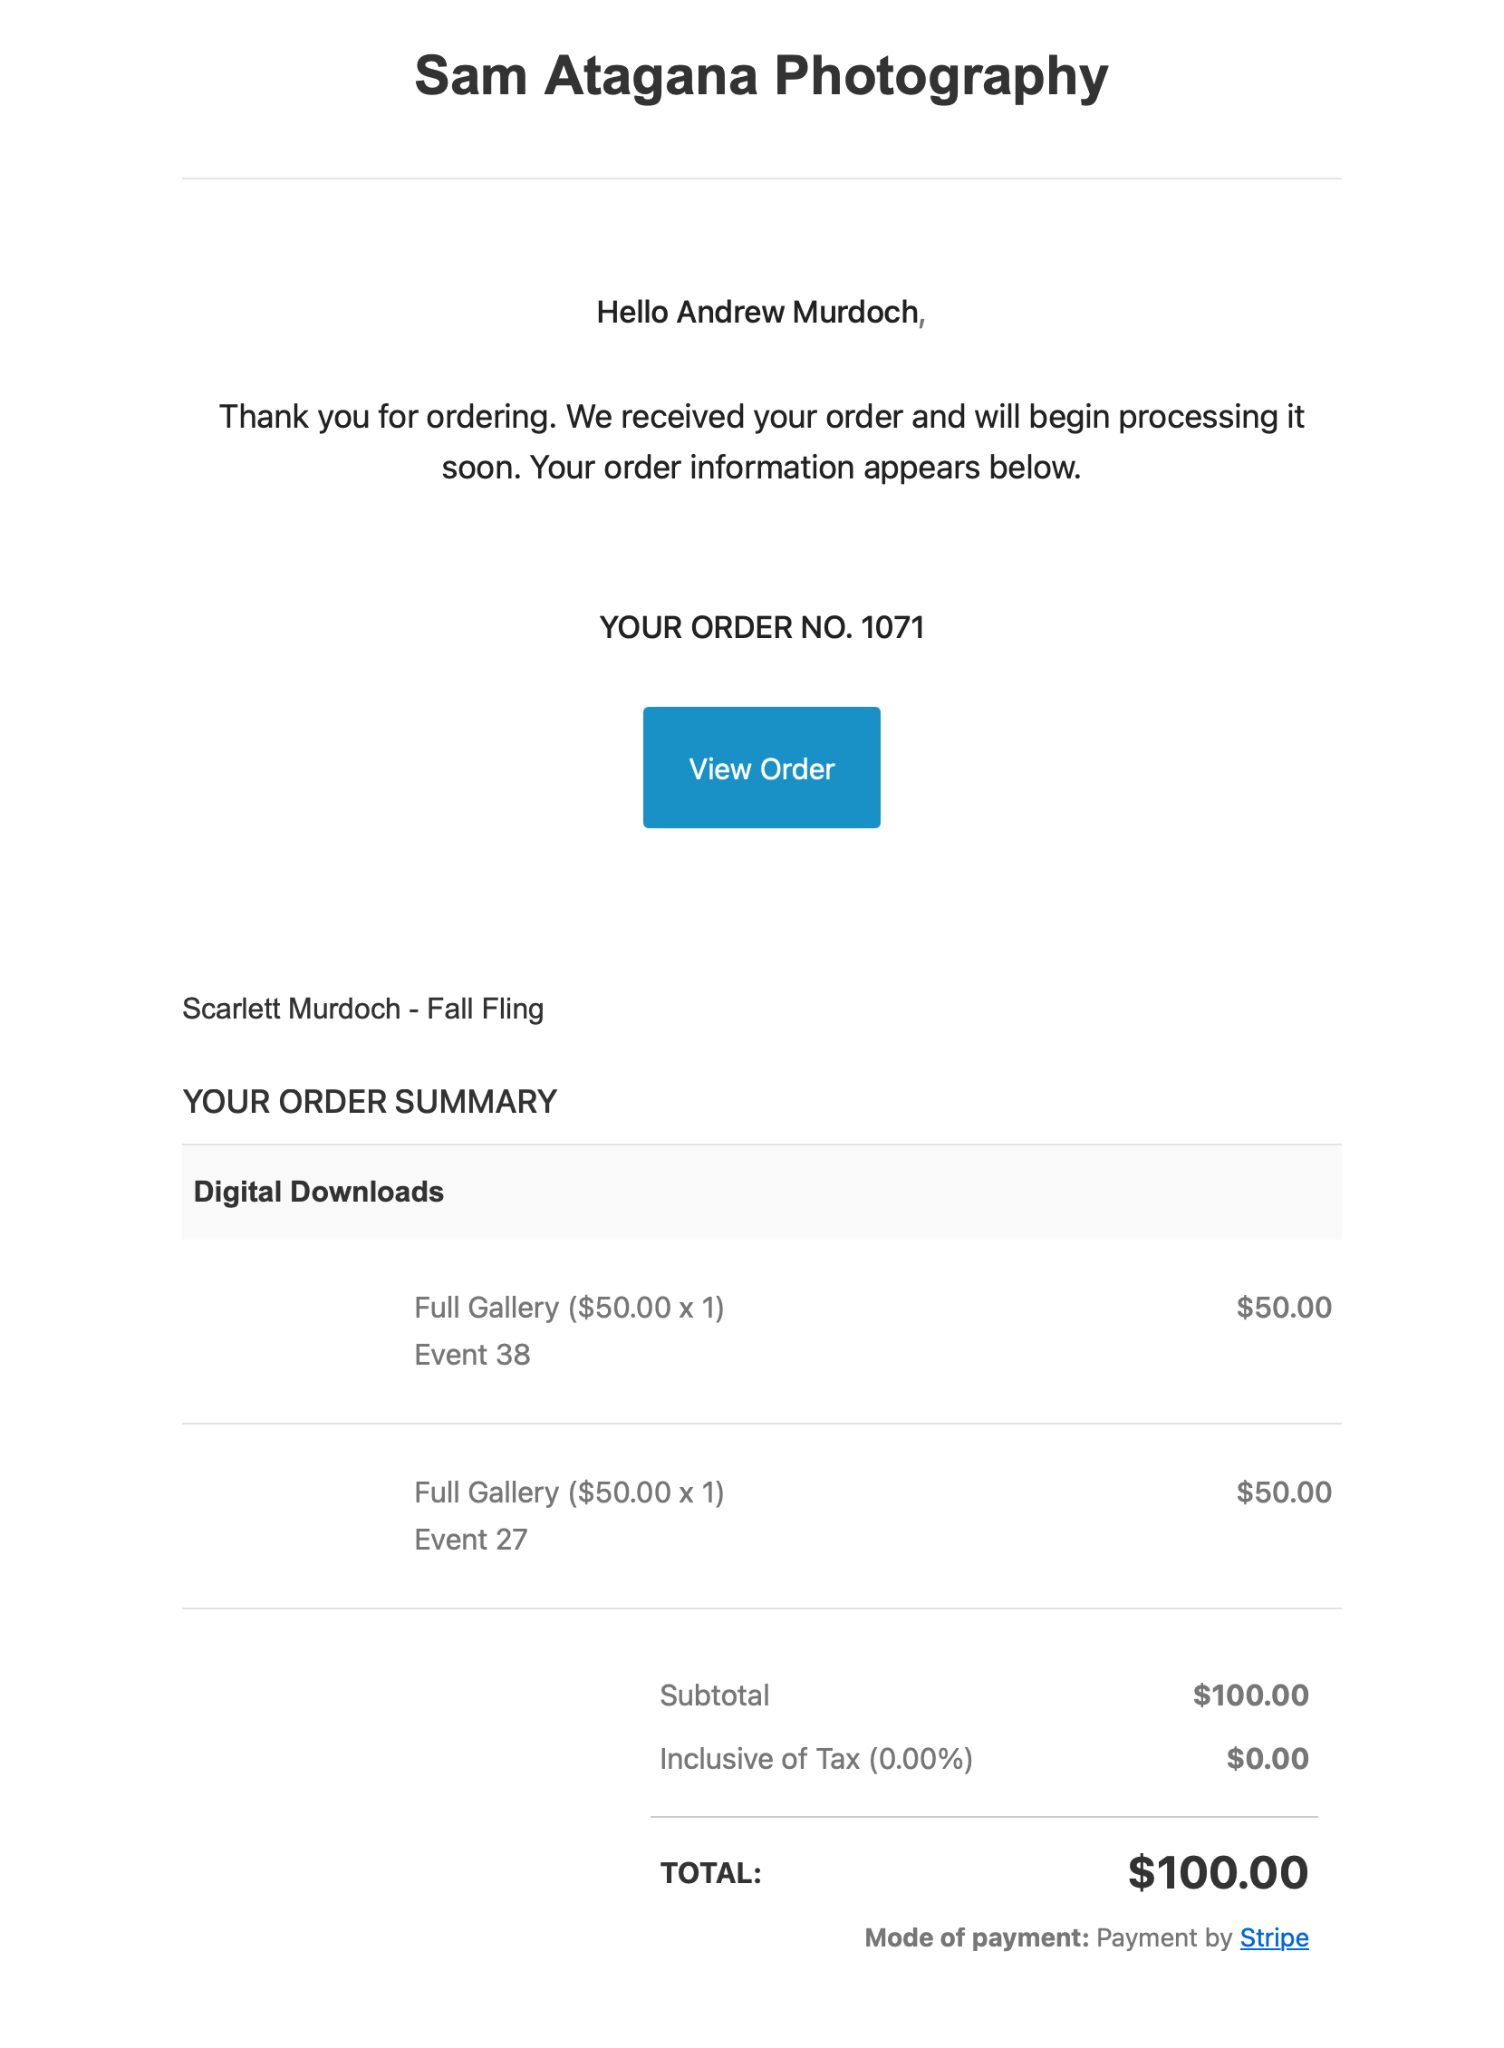 Sam Atagana Photography
Hello Andrew Murdoch,
Thank you for ordering. We received your order and will begin processing it
soon. Your order information appears below.
YOUR ORDER NO. 1071
View Order
Scarlett Murdoch - Fall Fling
YOUR ORDER SUMMARY
Digital Downloads
Full Gallery ($50.00 x 1) $50.00
Event 38
Full Gallery ($50.00 x 1) $50.00
Event 27
Subtotal $100.00
Inclusive of Tax (0.00%) $0.00
TOTAL: $100.00
Mode of payment: Payment by Stripe